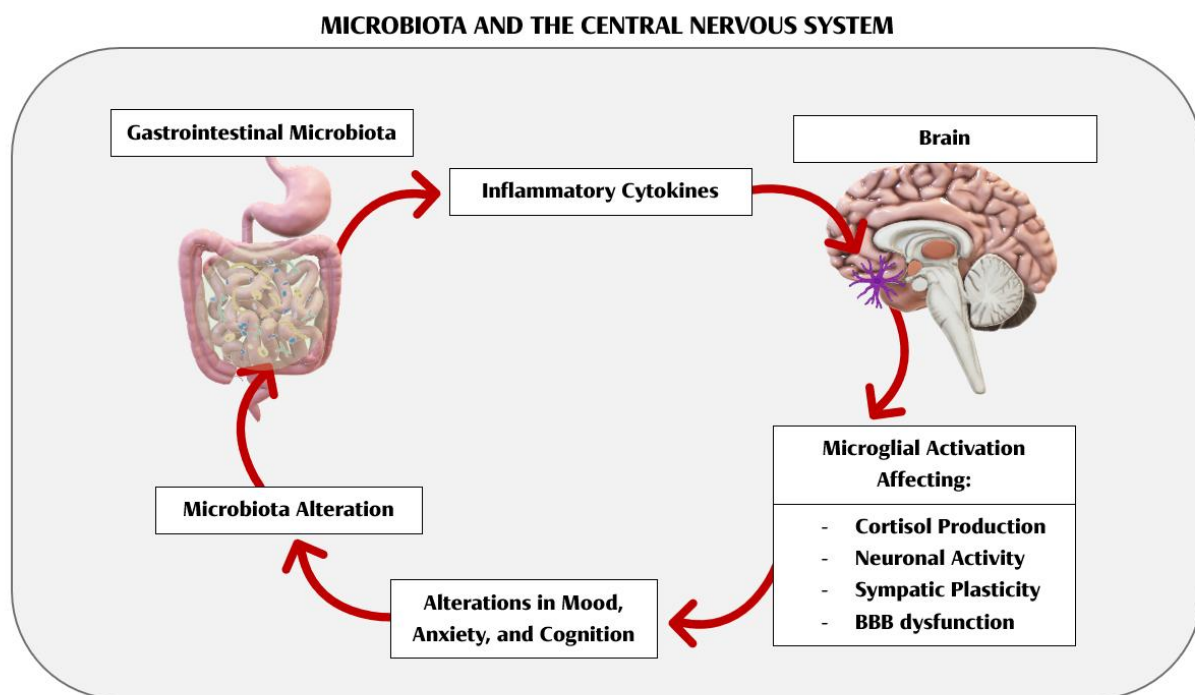 MICROBIOTA AND THE CENTRAL NERVOUS SYSTEM
Gastrointestinal Microbiota
Inflammatory Cytokines
Brain
Microglial Activation
Affecting:
- Cortisol Production
- Neuronal Activity
- Sympatic Plasticity
- BBB dysfunction
Alterations in Mood,
Anxiety, and Cognition
Microbiota Alteration